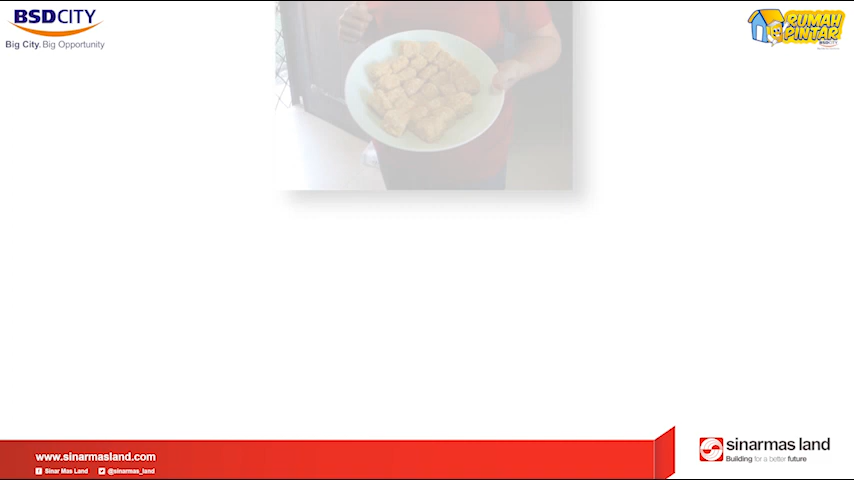 BSDCITY
Big City. Big Opportunity
RUMAH
PINTAR
BSDCITY
www.sinarmasland.com
Sinar Mas Land @sinarmas_land
sinarmas land
Building for a better future